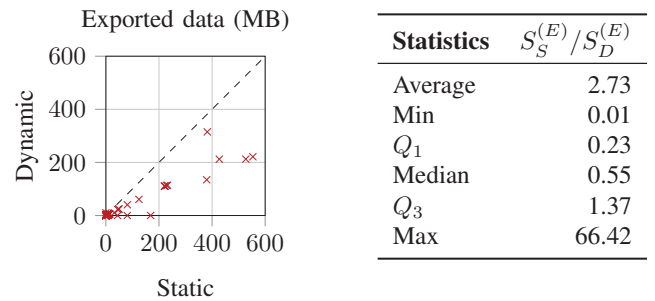 Exported data (MB)
600
400
200
0
Dynamic
0 200 400 600
Static
Statistics $S_S^{(E)}/S_D^{(E)}$
Average 2.73
Min 0.01
$Q_1$ 0.23
Median 0.55
$Q_3$ 1.37
Max 66.42